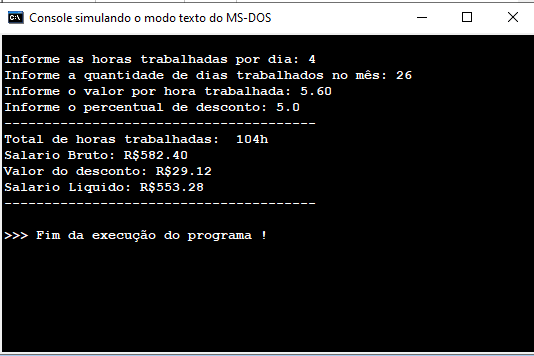 Console simulando o modo texto do MS-DOS
Informe as horas trabalhadas por dia: 4
Informe a quantidade de dias trabalhados no mês: 26
Informe o valor por hora trabalhada: 5.60
Informe o percentual de desconto: 5.0
---------------------------------------
Total de horas trabalhadas:  104h
Salario Bruto: R$582.40
Valor do desconto: R$29.12
Salario Liquido: R$553.28
---------------------------------------
>>> Fim da execução do programa !